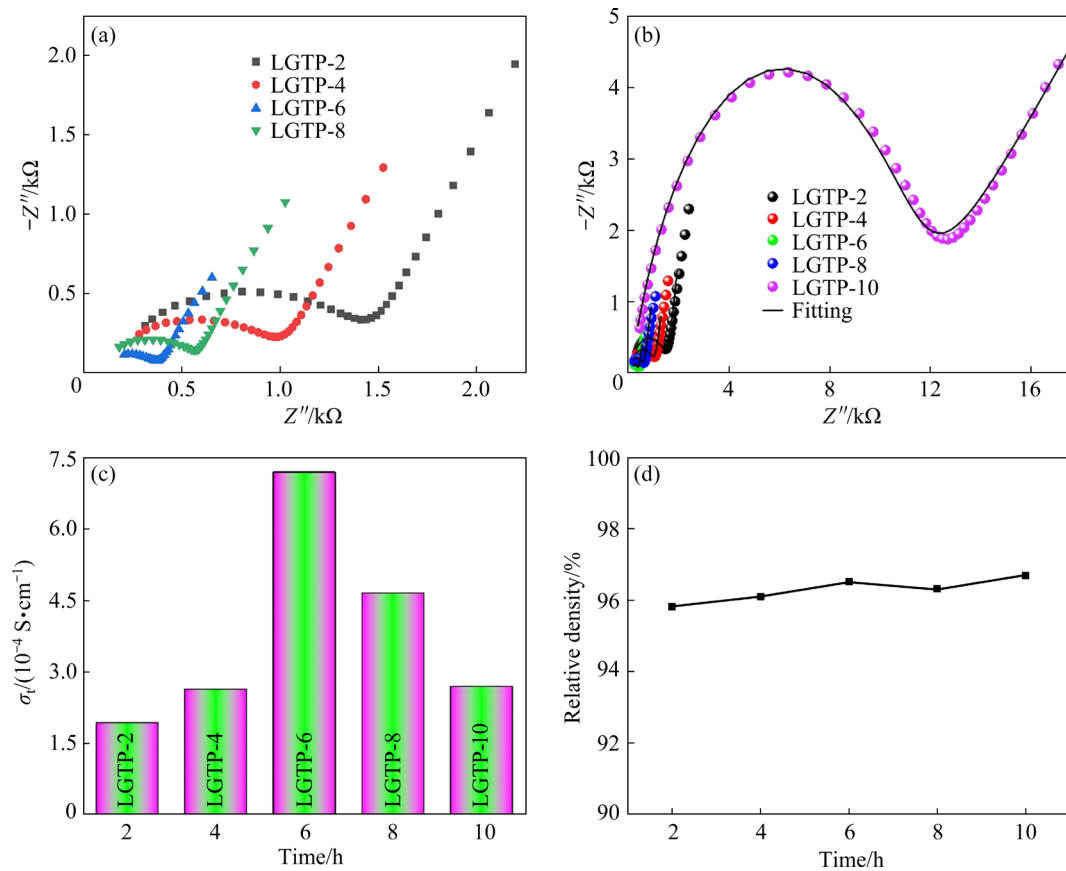 (a)
LGTP-2
LGTP-4
LGTP-6
LGTP-8
2.0
1.5
1.0
0.5
0
0.5
1.0
1.5
2.0
−Z″/kΩ
Z″/kΩ
(b)
5
4
3
2
1
0
4
8
12
16
LGTP-2
LGTP-4
LGTP-6
LGTP-8
LGTP-10
Fitting
−Z″/kΩ
Z″/kΩ
(c)
7.5
6.0
4.5
3.0
1.5
0
LGTP-2
LGTP-4
LGTP-6
LGTP-8
LGTP-10
2
4
6
8
10
σt/(10−4 S•cm−1)
Time/h
(d)
100
98
96
94
92
90
2
4
6
8
10
Relative density/%
Time/h